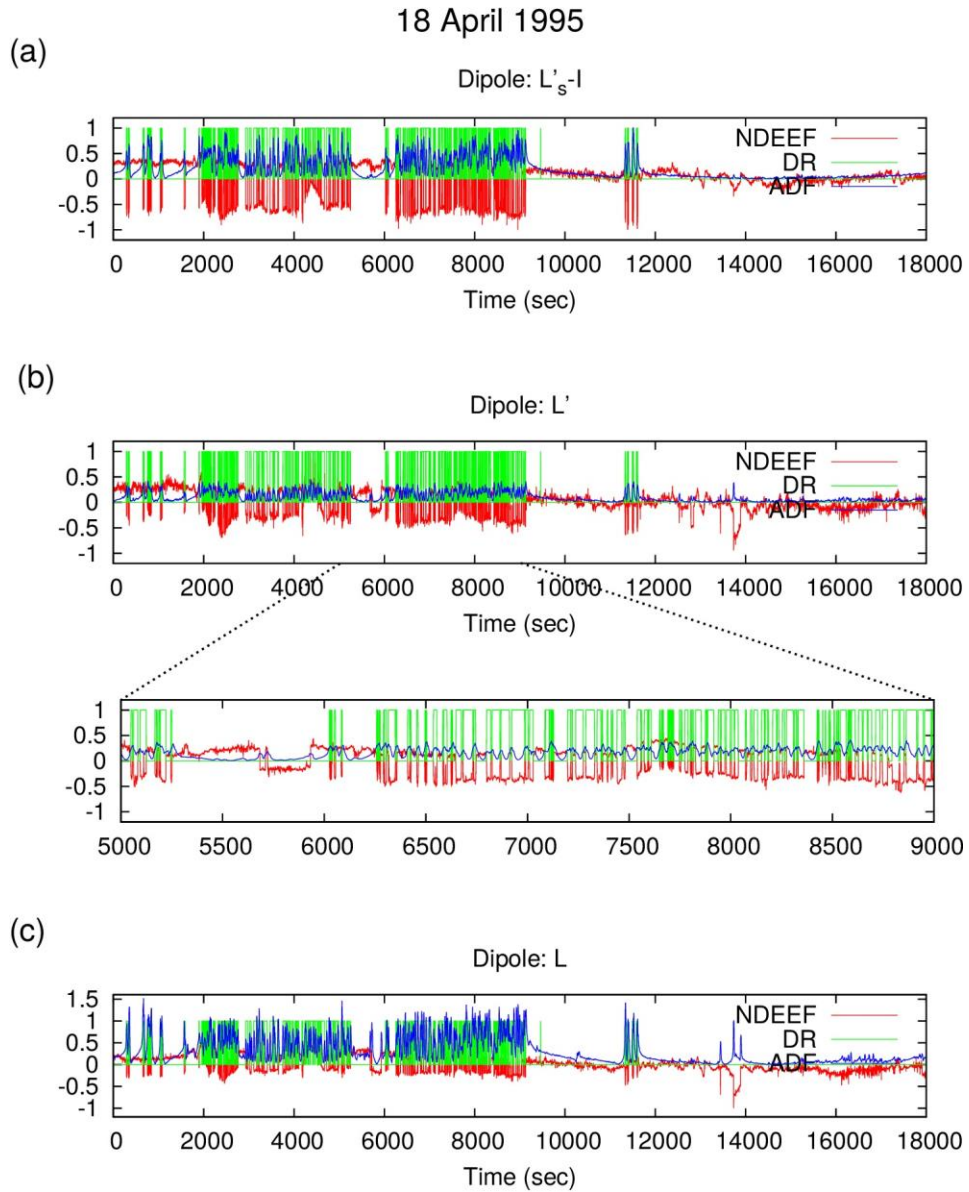 18 April 1995
(a)
Dipole: L's-I
1
0.5
0
-0.5
-1
NDEEF
DR
ADF
0 2000 4000 6000 8000 10000 12000 14000 16000 18000
Time (sec)
(b)
Dipole: L'
1
0.5
0
-0.5
-1
NDEEF
DR
ADF
0 2000 4000 6000 8000 10000 12000 14000 16000 18000
Time (sec)
1
0.5
0
-0.5
-1
5000 5500 6000 6500 7000 7500 8000 8500 9000
(c)
Dipole: L
1.5
1
0.5
0
-0.5
-1
NDEEF
DR
ADF
0 2000 4000 6000 8000 10000 12000 14000 16000 18000
Time (sec)